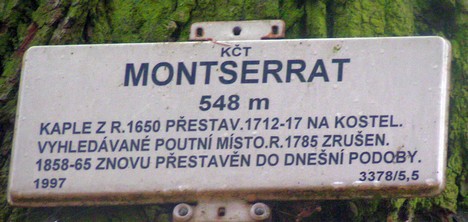 KČT
MONTSERRAT
548 m
KAPLE Z R.1650 PŘESTAV.1712-17 NA KOSTEL.
VYHLEDÁVANÉ POUTNÍ MÍSTO.R.1785 ZRUŠEN.
1858-65 ZNOVU PŘESTAVĚN DO DNEŠNÍ PODOBY.
1997 3378/5,5